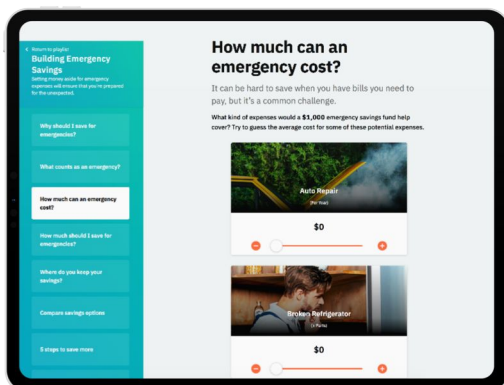 Return to playlist
Building Emergency
Savings
Setting money aside for emergency
expenses will ensure that you're prepared
for the unexpected.
Why should I save for
emergencies?
What counts as an emergency?
How much can an emergency
cost?
How much should I save for
emergencies?
Where do you keep your
savings?
Compare savings options
5 steps to save more
How much can an
emergency cost?
It can be hard to save when you have bills you need to
pay, but it's a common challenge.
What kind of expenses would a $1,000 emergency savings fund help
cover? Try to guess the average cost for some of these potential expenses.
Auto Repair
(Per Year)
$0
Broken Refrigerator
$0